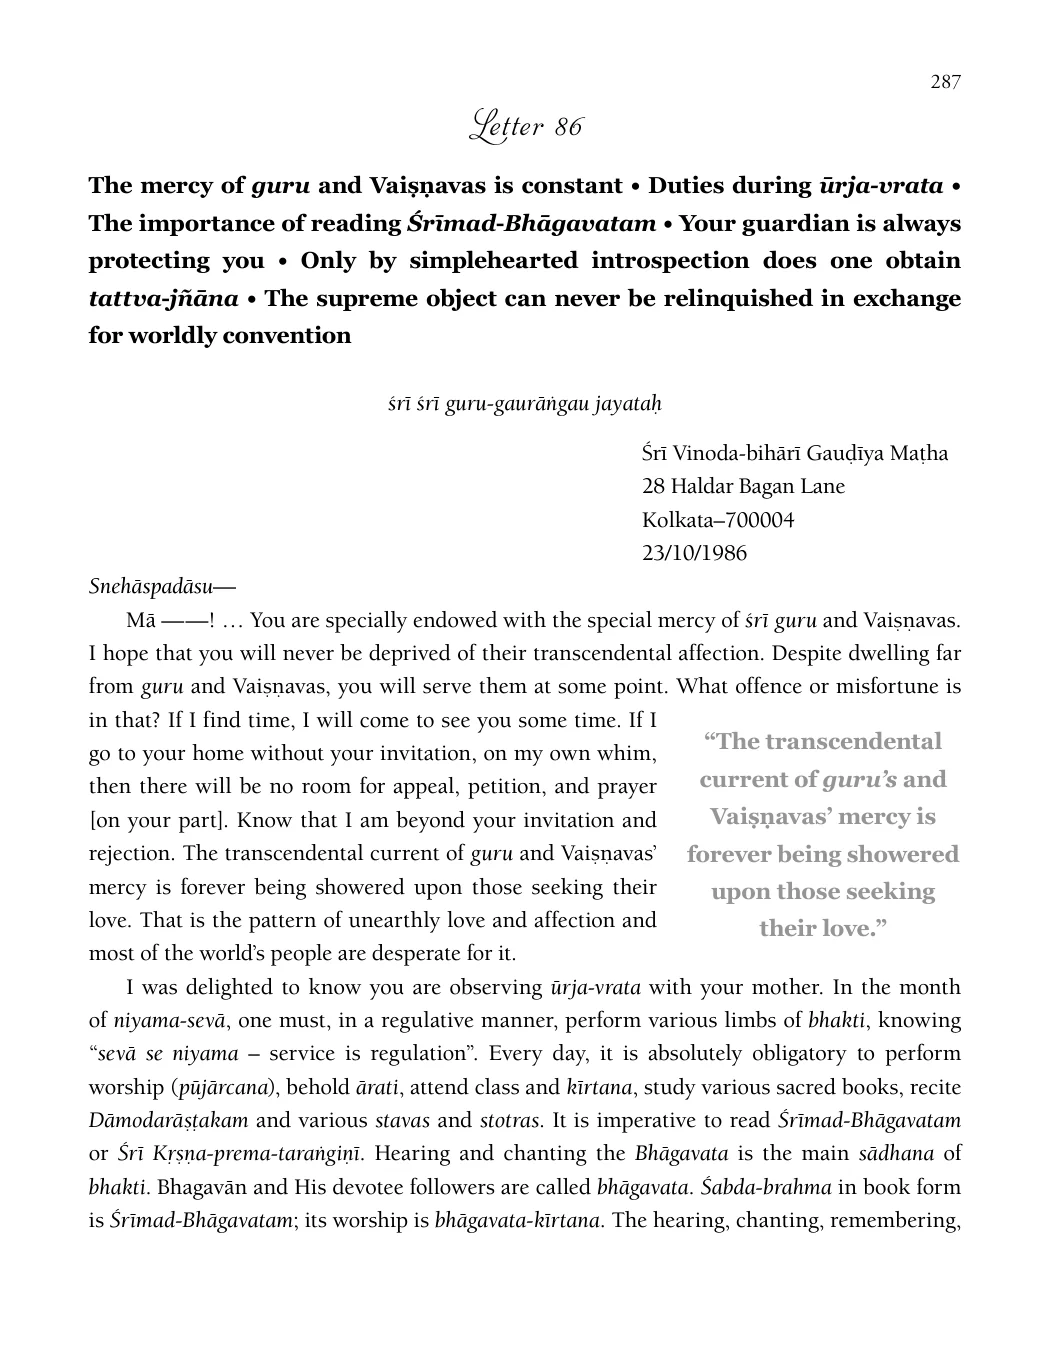 287
Letter 86
The mercy of guru and Vaiṣṇavas is constant • Duties during ūrja-vrata •
The importance of reading Śrīmad-Bhāgavatam • Your guardian is always
protecting you • Only by simplehearted introspection does one obtain
tattva-jñāna • The supreme object can never be relinquished in exchange
for worldly convention
śrī śrī guru-gaurāṅgau jayataḥ
Śrī Vinoda-bihārī Gauḍīya Maṭha
28 Haldar Bagan Lane
Kolkata–700004
23/10/1986
Snehāspadāsu—
Mā ——! … You are specially endowed with the special mercy of śrī guru and Vaiṣṇavas.
I hope that you will never be deprived of their transcendental affection. Despite dwelling far
from guru and Vaiṣṇavas, you will serve them at some point. What offence or misfortune is
in that? If I find time, I will come to see you some time. If I
go to your home without your invitation, on my own whim,
then there will be no room for appeal, petition, and prayer
[on your part]. Know that I am beyond your invitation and
rejection. The transcendental current of guru and Vaiṣṇavas’
mercy is forever being showered upon those seeking their
love. That is the pattern of unearthly love and affection and
most of the world’s people are desperate for it.
“The transcendental
current of guru’s and
Vaiṣṇavas’ mercy is
forever being showered
upon those seeking
their love.”
I was delighted to know you are observing ūrja-vrata with your mother. In the month
of niyama-sevā, one must, in a regulative manner, perform various limbs of bhakti, knowing
“sevā se niyama – service is regulation”. Every day, it is absolutely obligatory to perform
worship (pūjārcana), behold ārati, attend class and kīrtana, study various sacred books, recite
Dāmodarāṣṭakam and various stavas and stotras. It is imperative to read Śrīmad-Bhāgavatam
or Śrī Kṛṣṇa-prema-taraṅgiṇī. Hearing and chanting the Bhāgavata is the main sādhana of
bhakti. Bhagavān and His devotee followers are called bhāgavata. Śabda-brahma in book form
is Śrīmad-Bhāgavatam; its worship is bhāgavata-kīrtana. The hearing, chanting, remembering,